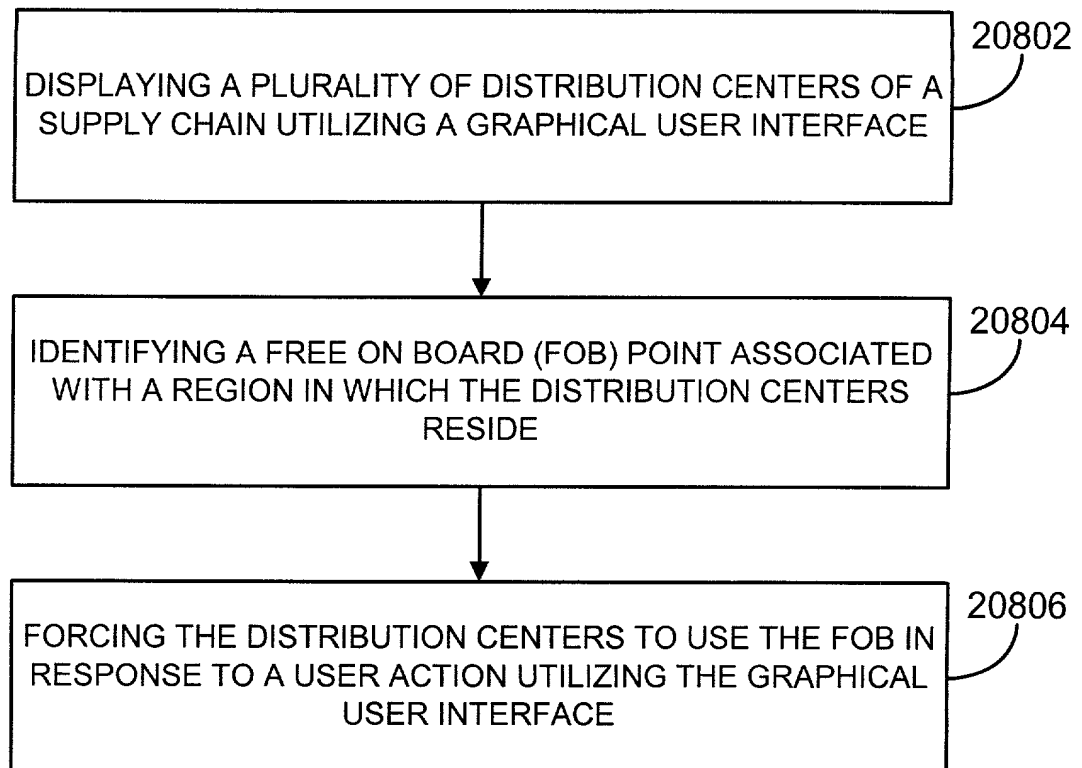 20802
DISPLAYING A PLURALITY OF DISTRIBUTION CENTERS OF A
SUPPLY CHAIN UTILIZING A GRAPHICAL USER INTERFACE
20804
IDENTIFYING A FREE ON BOARD (FOB) POINT ASSOCIATED
WITH A REGION IN WHICH THE DISTRIBUTION CENTERS
RESIDE
20806
FORCING THE DISTRIBUTION CENTERS TO USE THE FOB IN
RESPONSE TO A USER ACTION UTILIZING THE GRAPHICAL
USER INTERFACE